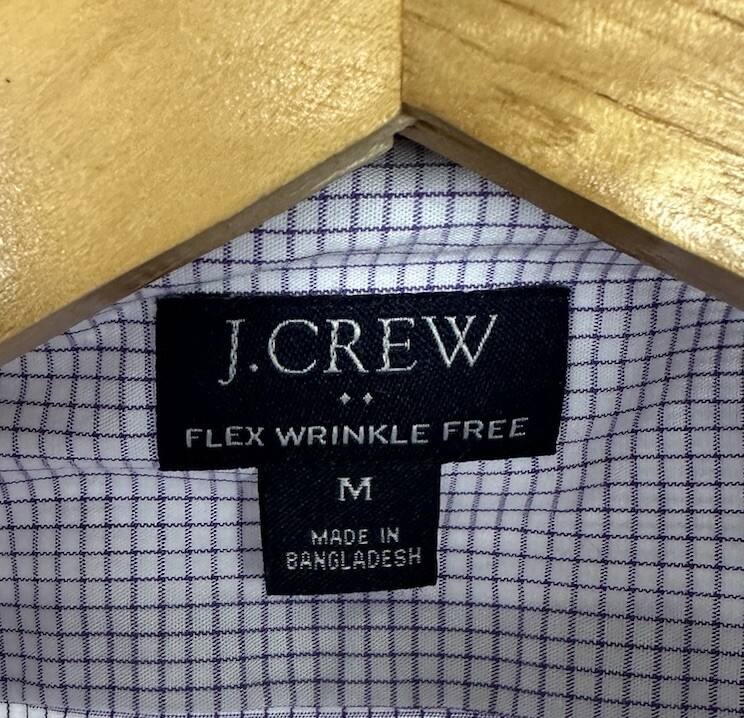 J.CREW
FLEX WRINKLE FREE
M
MADE IN
BANGLADESH